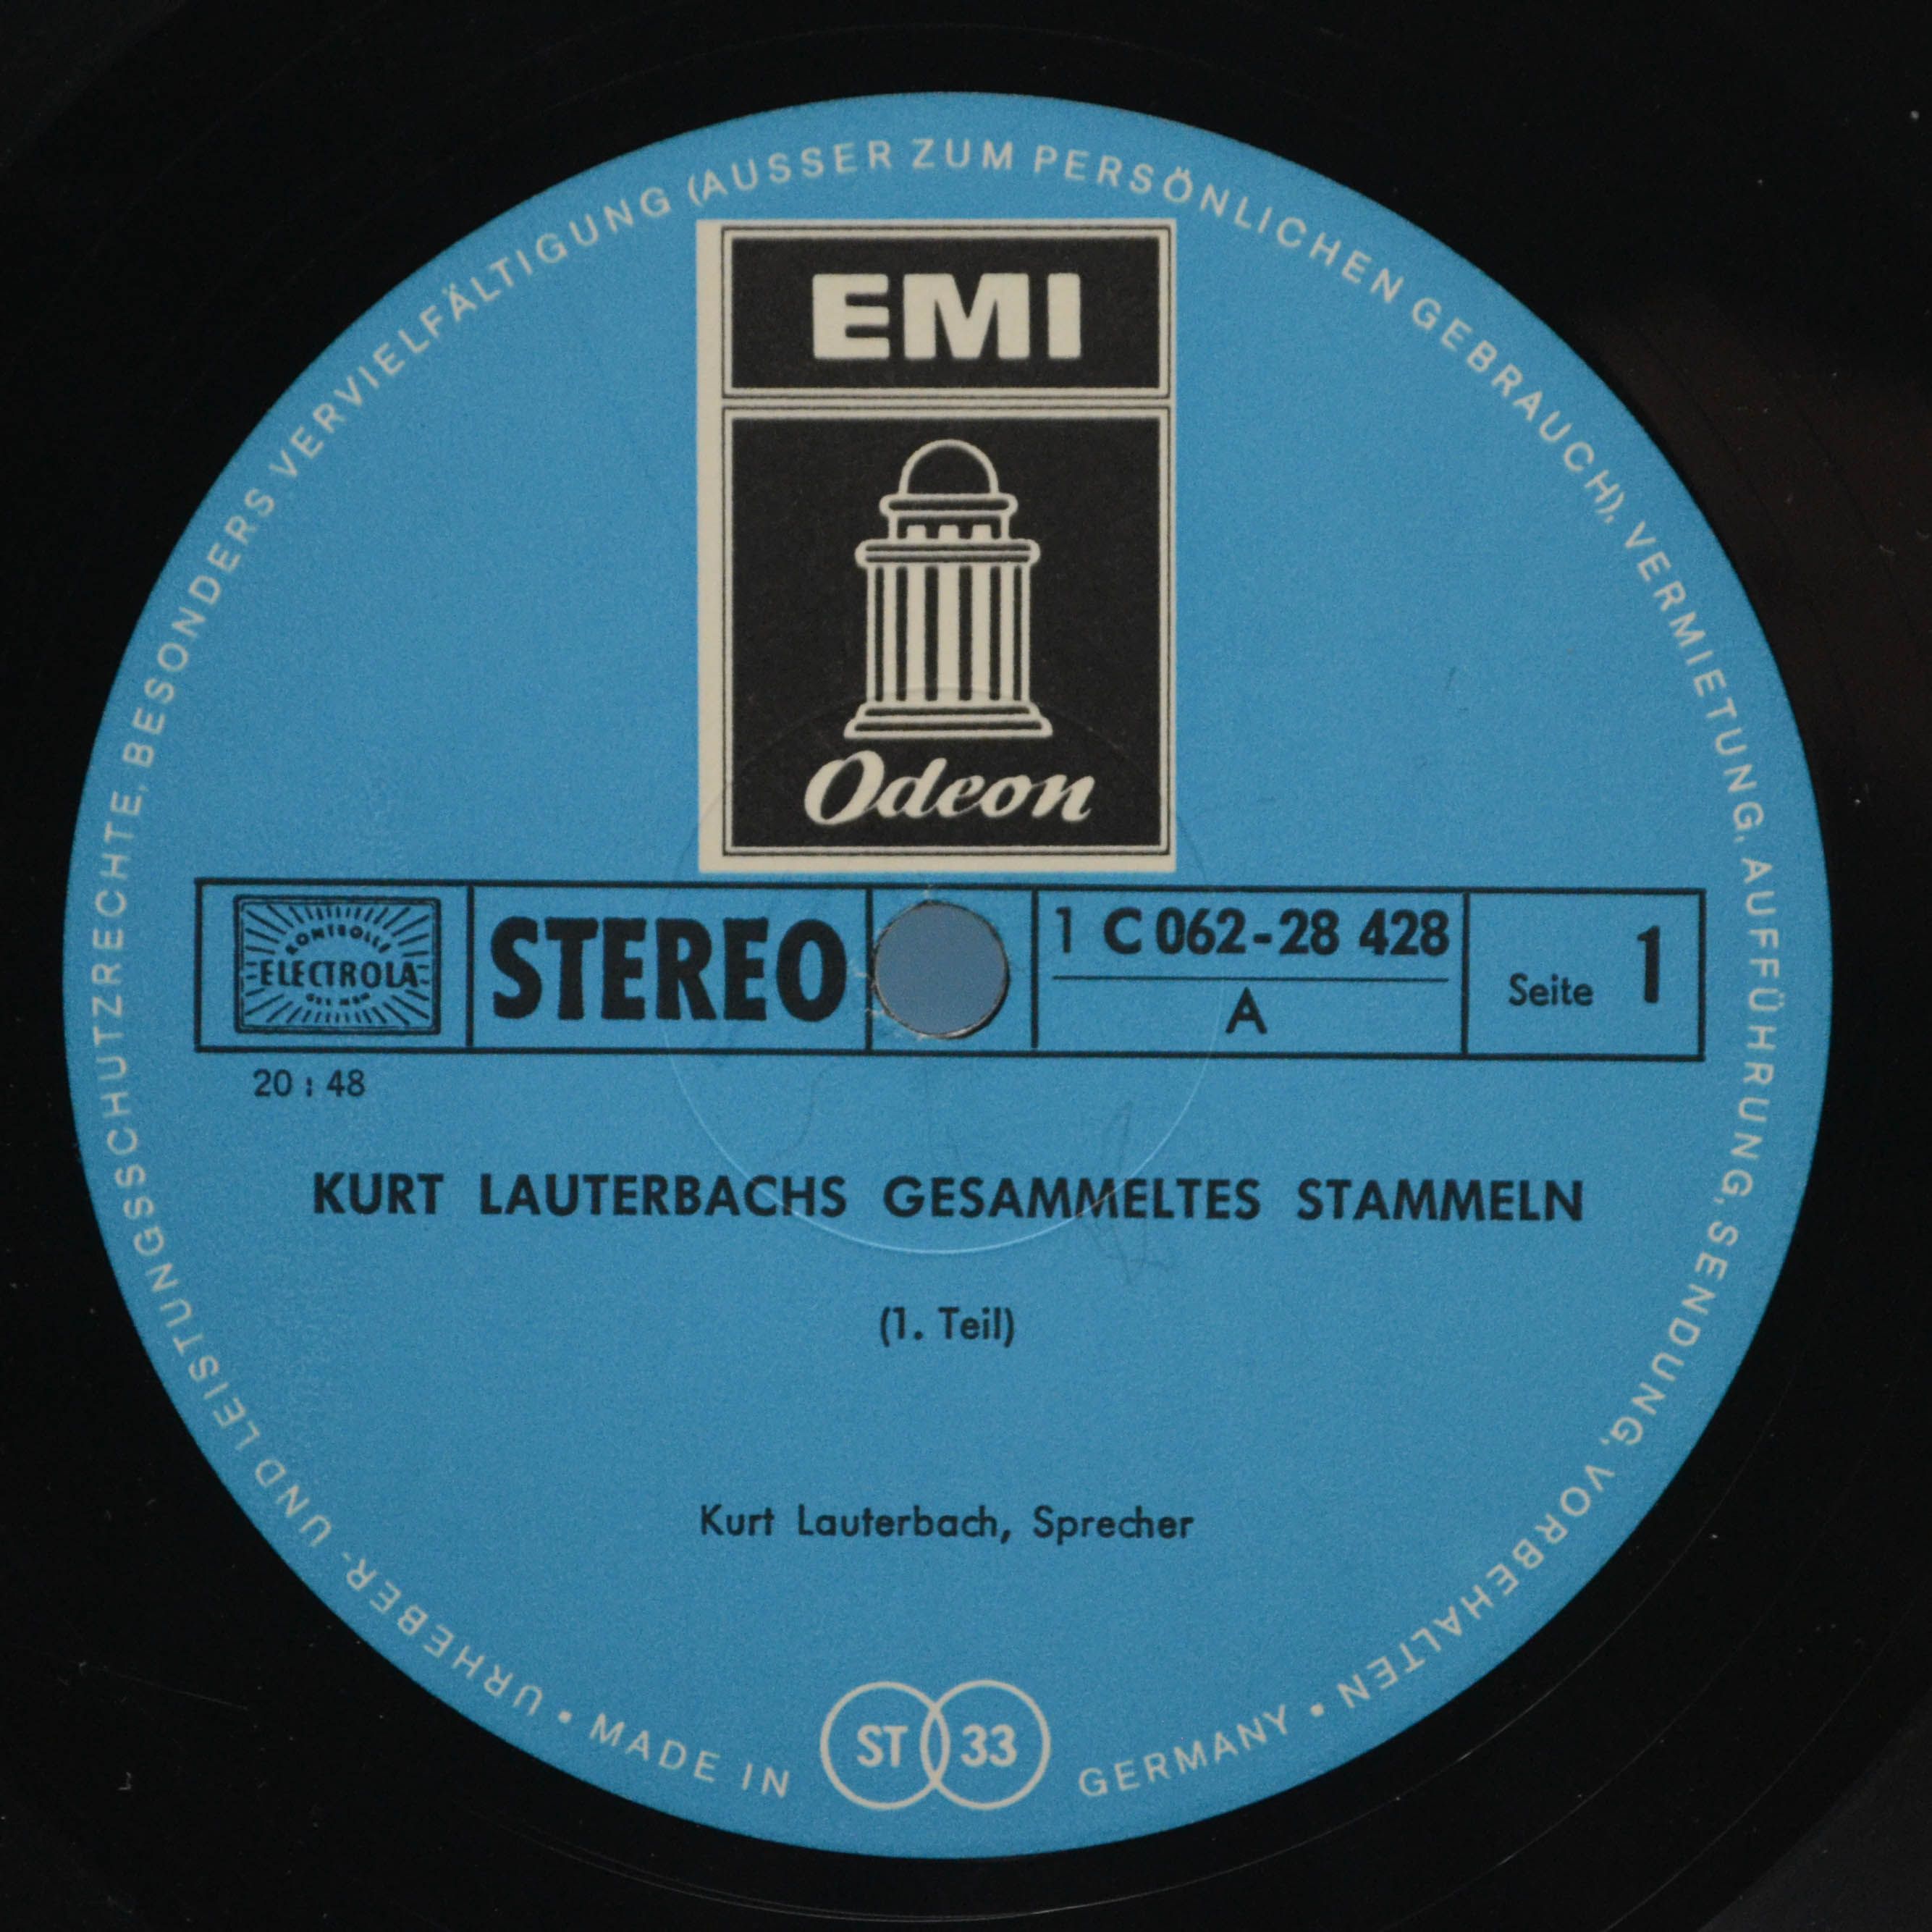 URHEBER- UND LEISTUNGSSCHUTZRECHTE, BESONDERS VERVIELFÄLTIGUNG (AUSSER ZUM PERSÖNLICHEN GEBRAUCH), VERMIETUNG, AUFFÜHRUNG, SENDUNG, VORBEHALTEN •
EMI
Odeon
KONTROLLE
ELECTROLA
STEREO
1 C 062-28 428
A
Seite 1
20 : 48
KURT LAUTERBACHS GESAMMELTES STAMMELN
(1. Teil)
Kurt Lauterbach, Sprecher
• MADE IN ST 33 GERMANY